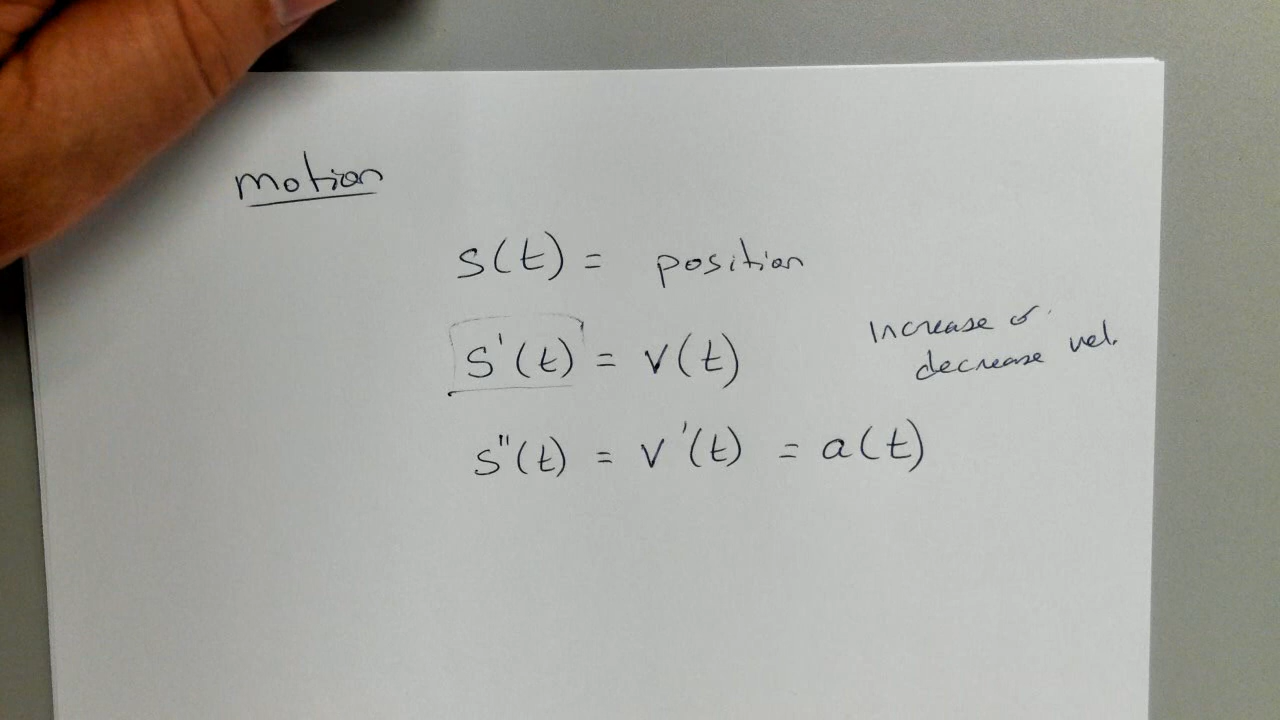 motion
s(t) = position
s'(t) = v(t)
Increase or
decrease vel.
s"(t) = v'(t) = a(t)